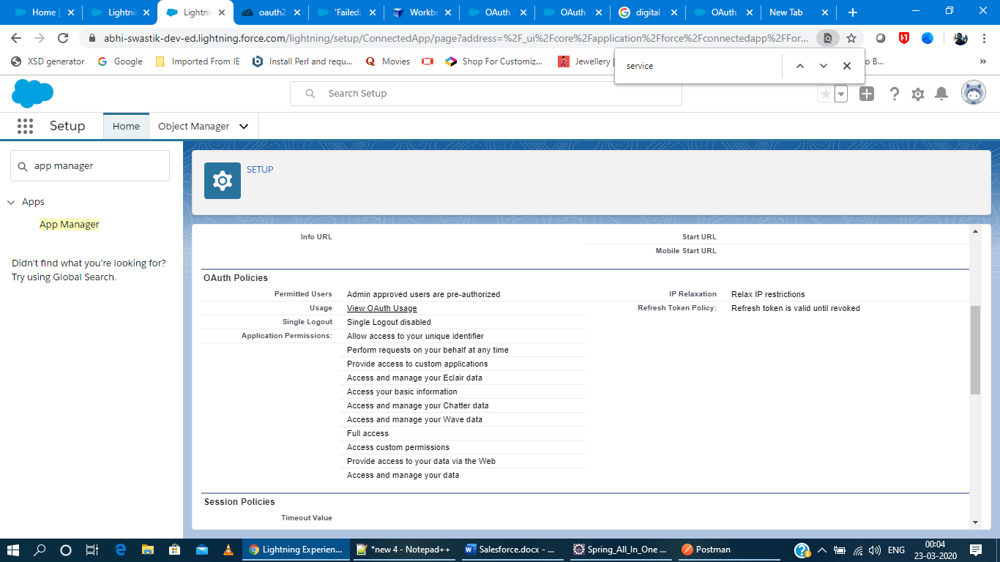 Home |
Lightni
Lightni
oauth2
'Failed:
Workbe
OAuth
OAuth
digital s
OAuth
New Tab
abhi-swastik-dev-ed.lightning.force.com/lightning/setup/ConnectedApp/page?address=%2F_ui%2Fcore%2Fapplication%2Fforce%2Fconnectedapp%2FFor...
XSD generator
Google
Imported From IE
Install Perl and requ...
Movies
Shop For Customiz...
Jewellery
o B...
»
service
Search Setup
Setup
Home
Object Manager
app manager
Apps
App Manager
Didn't find what you're looking for?
Try using Global Search.
SETUP
Info URL
Start URL
Mobile Start URL
OAuth Policies
Permitted Users Admin approved users are pre-authorized
IP Relaxation Relax IP restrictions
Usage View OAuth Usage
Refresh Token Policy: Refresh token is valid until revoked
Single Logout Single Logout disabled
Application Permissions: Allow access to your unique identifier
Perform requests on your behalf at any time
Provide access to custom applications
Access and manage your Eclair data
Access your basic information
Access and manage your Chatter data
Access and manage your Wave data
Full access
Access custom permissions
Provide access to your data via the Web
Access and manage your data
Session Policies
Timeout Value
Lightning Experien...
*new 4 - Notepad++
Salesforce.docx - ...
Spring_All_In_One ...
Postman
ENG
00:04
23-03-2020